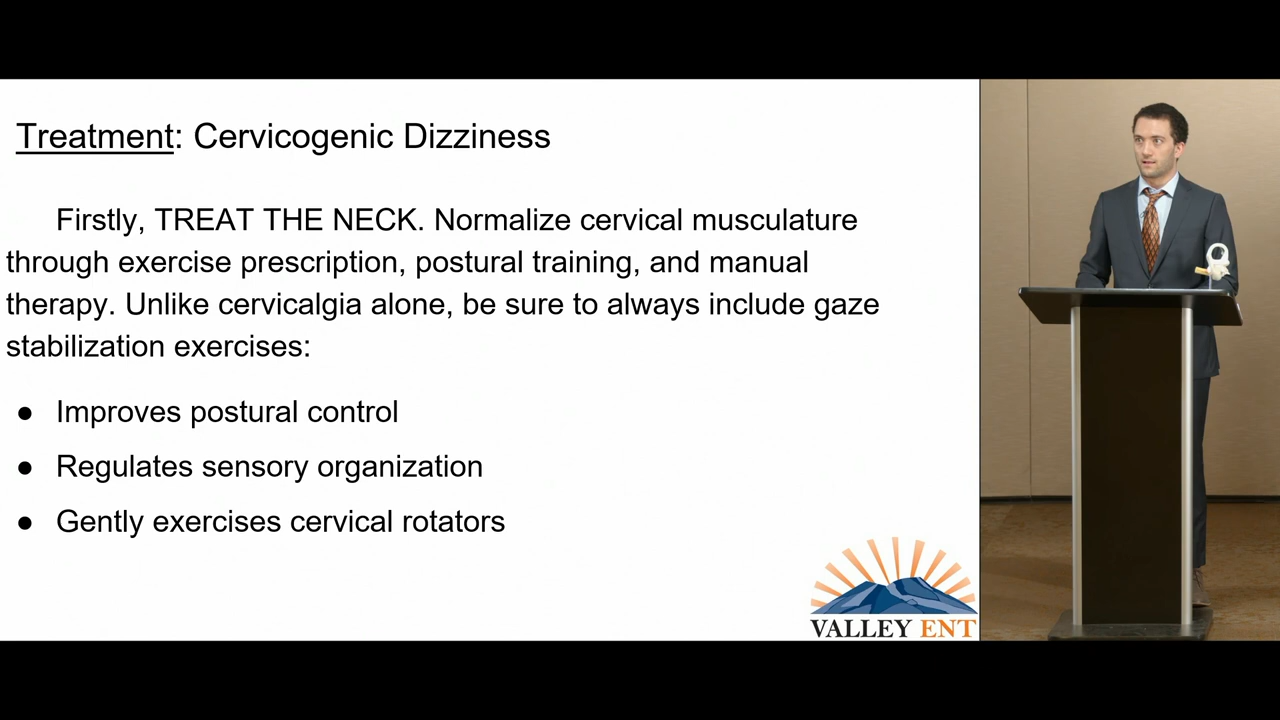 Treatment: Cervicogenic Dizziness
Firstly, TREAT THE NECK. Normalize cervical musculature
through exercise prescription, postural training, and manual
therapy. Unlike cervicalgia alone, be sure to always include gaze
stabilization exercises:
● Improves postural control
● Regulates sensory organization
● Gently exercises cervical rotators
VALLEY ENT